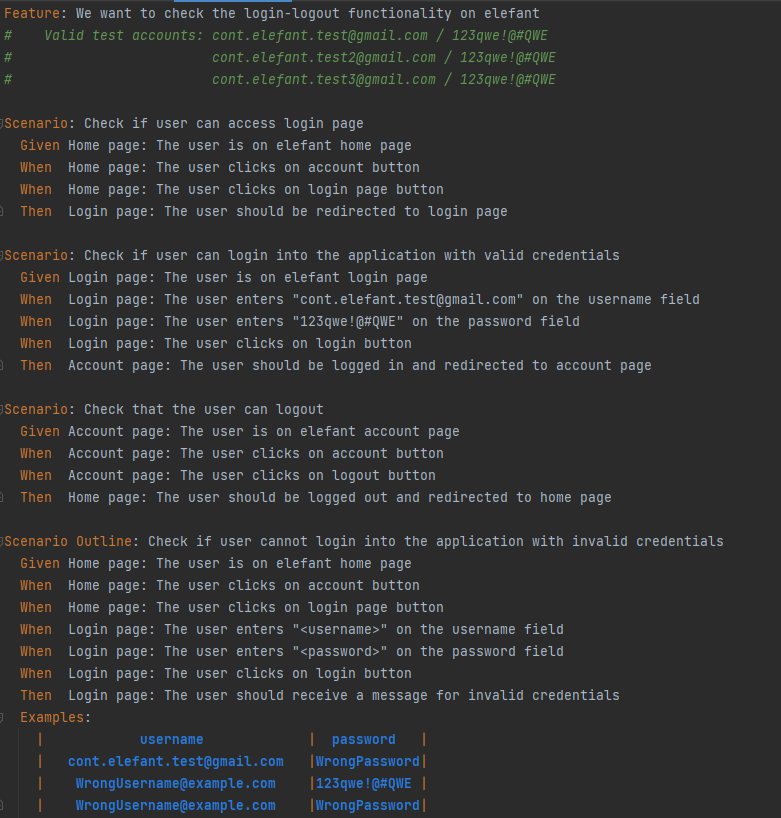 Feature: We want to check the login-logout functionality on elefant
#    Valid test accounts: cont.elefant.test@gmail.com / 123qwe!@#QWE
#                         cont.elefant.test2@gmail.com / 123qwe!@#QWE
#                         cont.elefant.test3@gmail.com / 123qwe!@#QWE
Scenario: Check if user can access login page
  Given Home page: The user is on elefant home page
  When  Home page: The user clicks on account button
  When  Home page: The user clicks on login page button
  Then  Login page: The user should be redirected to login page
Scenario: Check if user can login into the application with valid credentials
  Given Login page: The user is on elefant login page
  When  Login page: The user enters "cont.elefant.test@gmail.com" on the username field
  When  Login page: The user enters "123qwe!@#QWE" on the password field
  When  Login page: The user clicks on login button
  Then  Account page: The user should be logged in and redirected to account page
Scenario: Check that the user can logout
  Given Account page: The user is on elefant account page
  When  Account page: The user clicks on account button
  When  Account page: The user clicks on logout button
  Then  Home page: The user should be logged out and redirected to home page
Scenario Outline: Check if user cannot login into the application with invalid credentials
  Given Home page: The user is on elefant home page
  When  Home page: The user clicks on account button
  When  Home page: The user clicks on login page button
  When  Login page: The user enters "<username>" on the username field
  When  Login page: The user enters "<password>" on the password field
  When  Login page: The user clicks on login button
  Then  Login page: The user should receive a message for invalid credentials
  Examples:
    |            username             |  password   |
    |   cont.elefant.test@gmail.com   |WrongPassword|
    |    WrongUsername@example.com    |123qwe!@#QWE |
    |    WrongUsername@example.com    |WrongPassword|